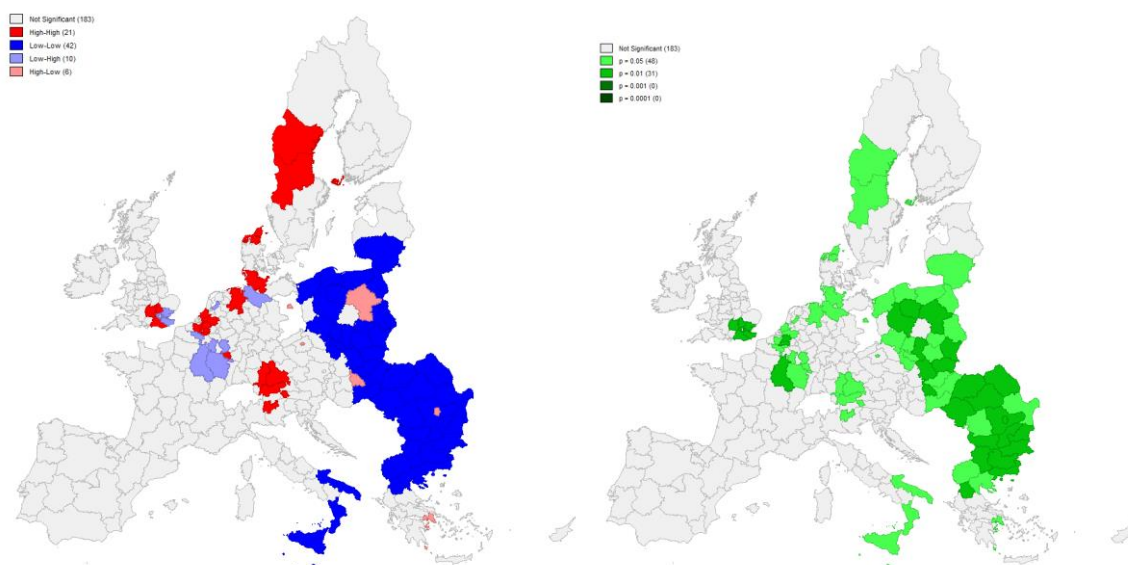 Not Significant (183)
High-High (21)
Low-Low (42)
Low-High (10)
High-Low (6)
Not Significant (183)
p = 0.05 (48)
p = 0.01 (31)
p = 0.001 (0)
p = 0.0001 (0)